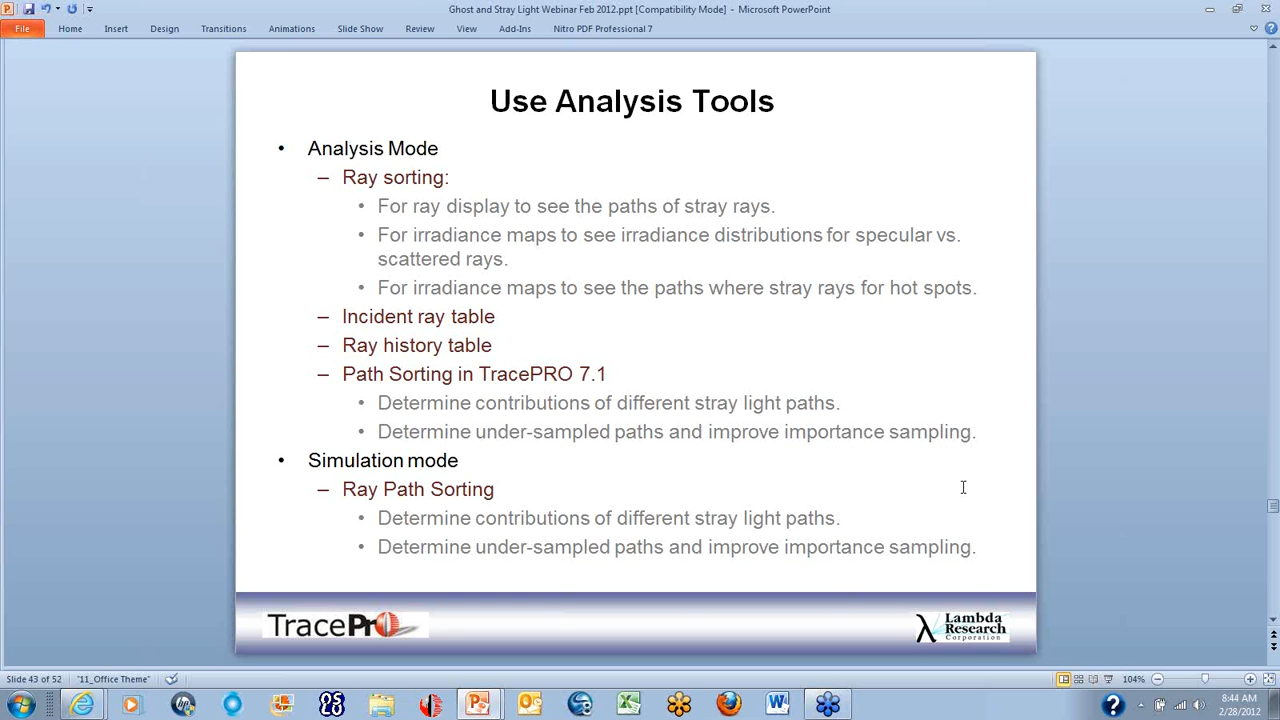 Ghost and Stray Light Webinar Feb 2012.ppt [Compatibility Mode] - Microsoft PowerPoint
File Home Insert Design Transitions Animations Slide Show Review View Add-Ins Nitro PDF Professional 7
Use Analysis Tools
• Analysis Mode
– Ray sorting:
• For ray display to see the paths of stray rays.
• For irradiance maps to see irradiance distributions for specular vs.
scattered rays.
• For irradiance maps to see the paths where stray rays for hot spots.
– Incident ray table
– Ray history table
– Path Sorting in TracePRO 7.1
• Determine contributions of different stray light paths.
• Determine under-sampled paths and improve importance sampling.
• Simulation mode
– Ray Path Sorting
• Determine contributions of different stray light paths.
• Determine under-sampled paths and improve importance sampling.
TracePro
λ Lambda
Research
Corporation
Slide 43 of 52 "11_Office Theme" 104%
8:44 AM
2/28/2012